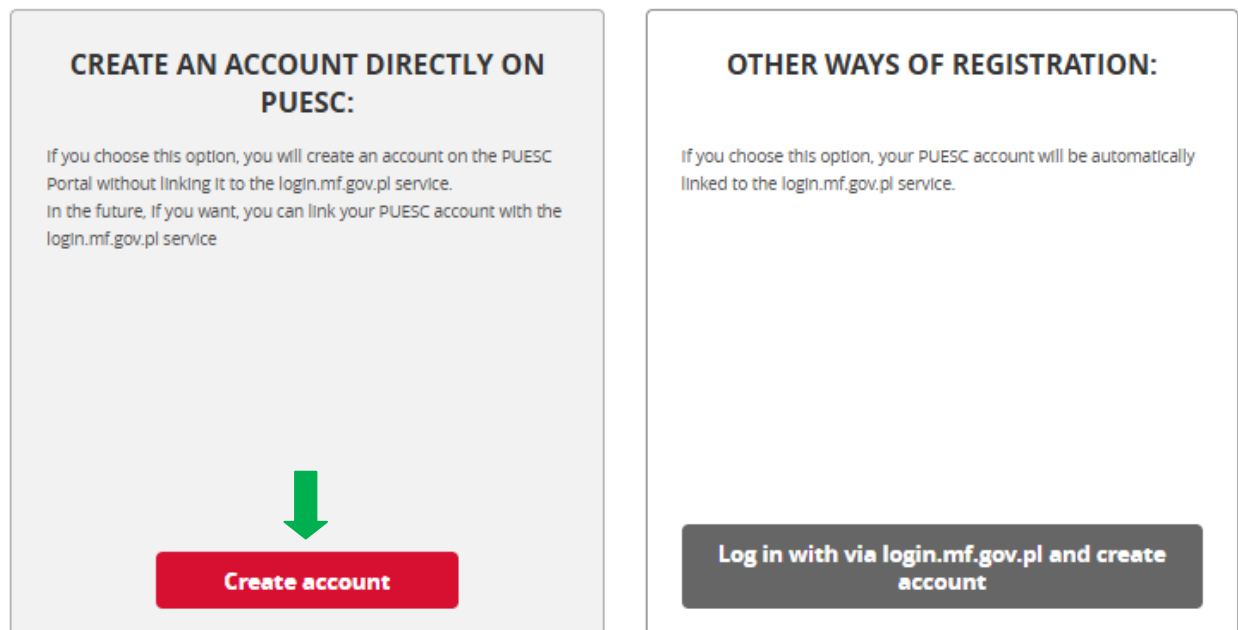 CREATE AN ACCOUNT DIRECTLY ON
PUESC:
If you choose this option, you will create an account on the PUESC
Portal without linking it to the login.mf.gov.pl service.
In the future, if you want, you can link your PUESC account with the
login.mf.gov.pl service
Create account
OTHER WAYS OF REGISTRATION:
If you choose this option, your PUESC account will be automatically
linked to the login.mf.gov.pl service.
Log in with via login.mf.gov.pl and create
account